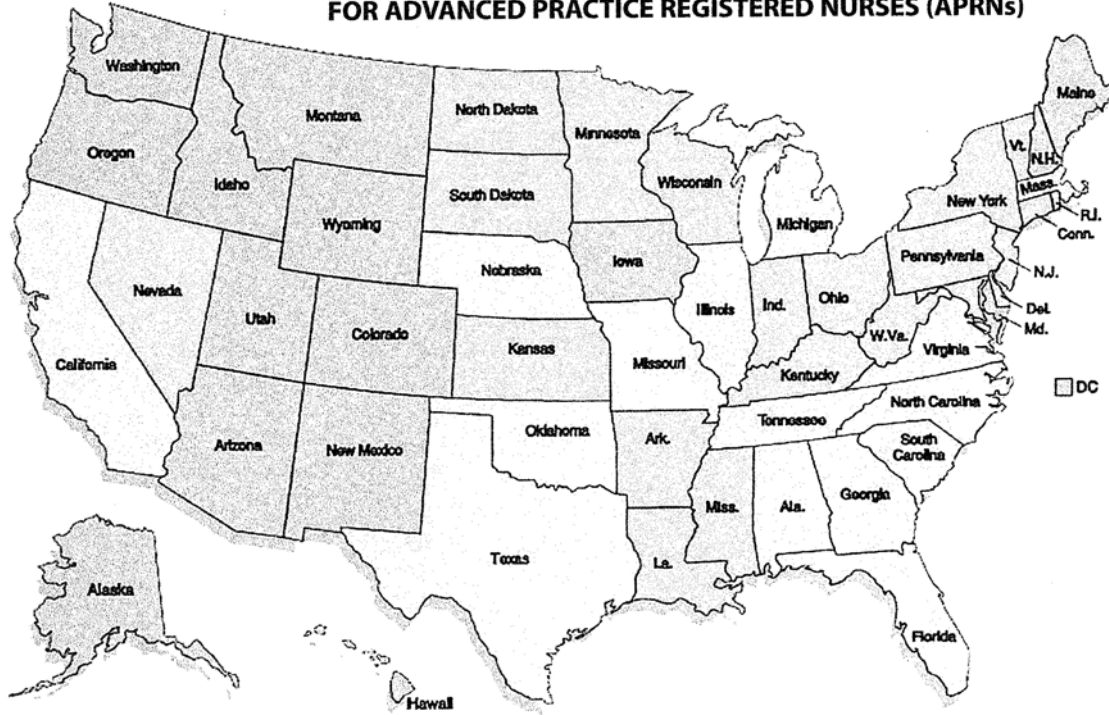 FOR ADVANCED PRACTICE REGISTERED NURSES (APRNs)
Washington
Montana
North Dakota
Minnesota
Maine
Oregon
Idaho
Vt.
N.H.
South Dakota
Wisconsin
Mass.
New York
Wyoming
Michigan
R.I.
Conn.
Iowa
Pennsylvania
Nebraska
N.J.
Nevada
Utah
Illinois
Ind.
Ohio
Del.
Colorado
W.Va.
Md.
Kansas
Virginia
California
Missouri
Kentucky
DC
North Carolina
Tennessee
Oklahoma
Arizona
New Mexico
Ark.
South
Carolina
Georgia
Miss.
Ala.
Texas
La.
Alaska
Florida
Hawaii